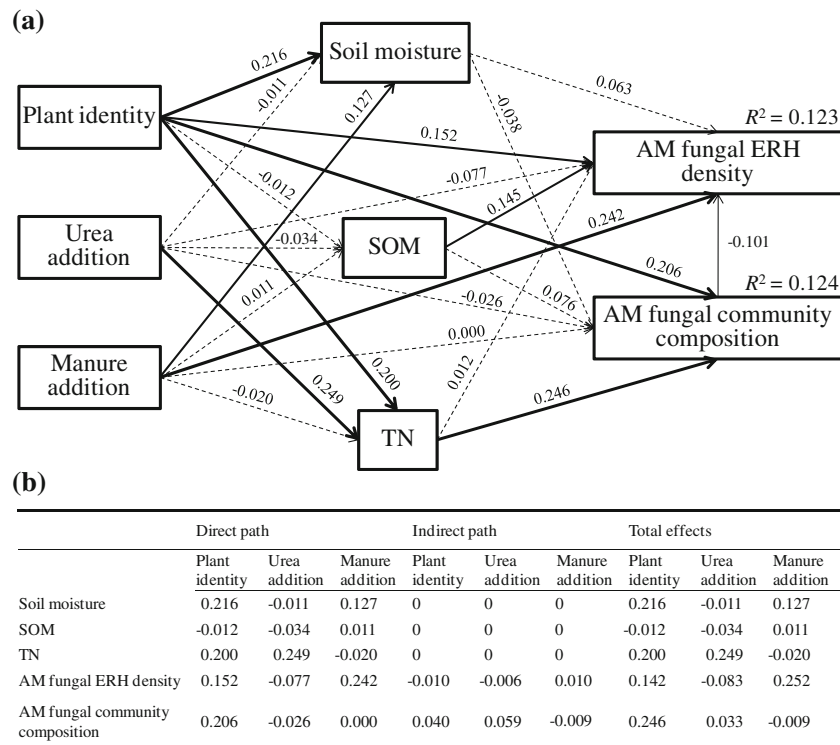 (a)
Soil moisture
Plant identity
Urea
addition
Manure
addition
SOM
TN
R² = 0.123
AM fungal ERH
density
R² = 0.124
AM fungal community
composition
0.216
-0.011
0.127
0.063
-0.038
0.152
-0.012
-0.077
0.145
-0.034
0.242
-0.101
0.011
-0.026
0.206
0.076
0.000
0.249
0.200
0.012
-0.020
0.246
(b)
Direct path Indirect path Total effects
Plant identity Urea addition Manure addition Plant identity Urea addition Manure addition Plant identity Urea addition Manure addition
Soil moisture 0.216 -0.011 0.127 0 0 0 0.216 -0.011 0.127
SOM -0.012 -0.034 0.011 0 0 0 -0.012 -0.034 0.011
TN 0.200 0.249 -0.020 0 0 0 0.200 0.249 -0.020
AM fungal ERH density 0.152 -0.077 0.242 -0.010 -0.006 0.010 0.142 -0.083 0.252
AM fungal community composition 0.206 -0.026 0.000 0.040 0.059 -0.009 0.246 0.033 -0.009